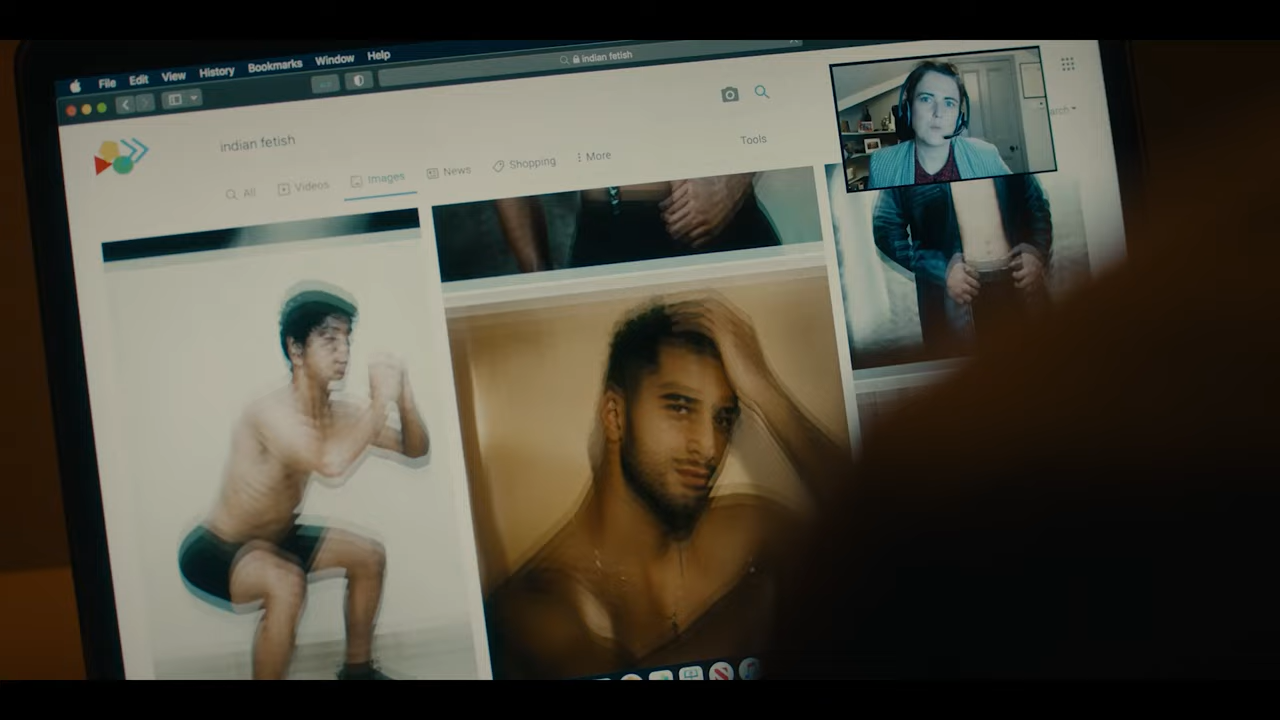 File Edit View History Bookmarks Window Help
indian fetish
indian fetish
All Videos Images News Shopping More Tools